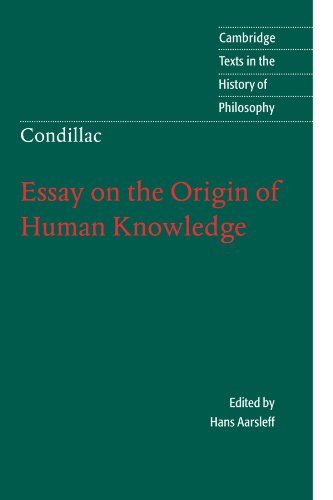 Cambridge
Texts in the
History of
Philosophy
Condillac
Essay on the Origin of
Human Knowledge
Edited by
Hans Aarsleff